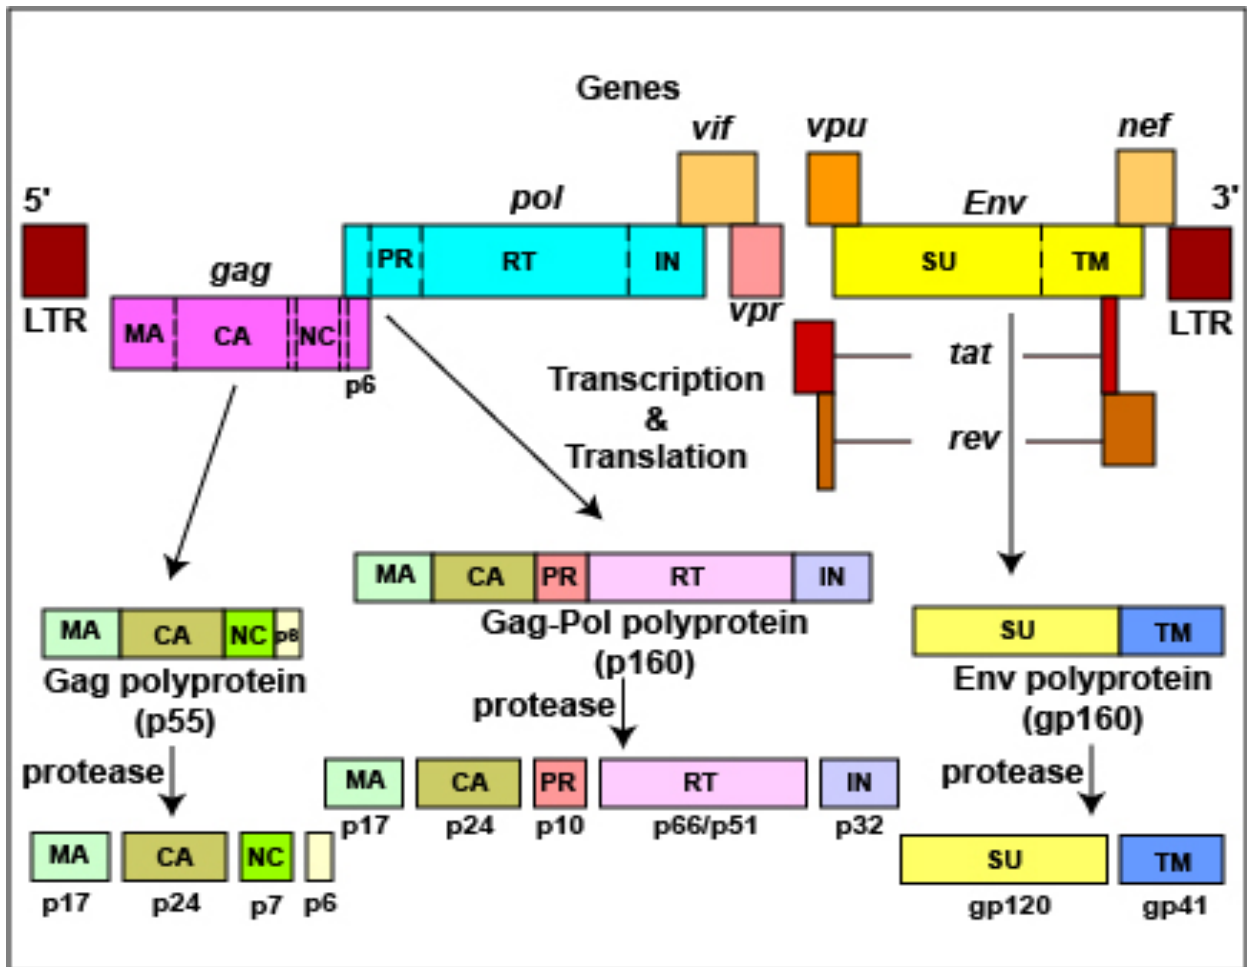 Genes
vif
vpu
nef
5'
pol
Env
3'
gag
PR
RT
IN
SU
TM
LTR
vpr
LTR
MA
CA
NC
p6
Transcription
&
Translation
tat
rev
MA
CA
PR
RT
IN
Gag-Pol polyprotein
(p160)
MA
CA
NC
p6
Gag polyprotein
(p55)
SU
TM
Env polyprotein
(gp160)
protease
protease
protease
MA
CA
PR
RT
IN
p17
p24
p10
p66/p51
p32
MA
CA
NC
p17
p24
p7
p6
SU
TM
gp120
gp41